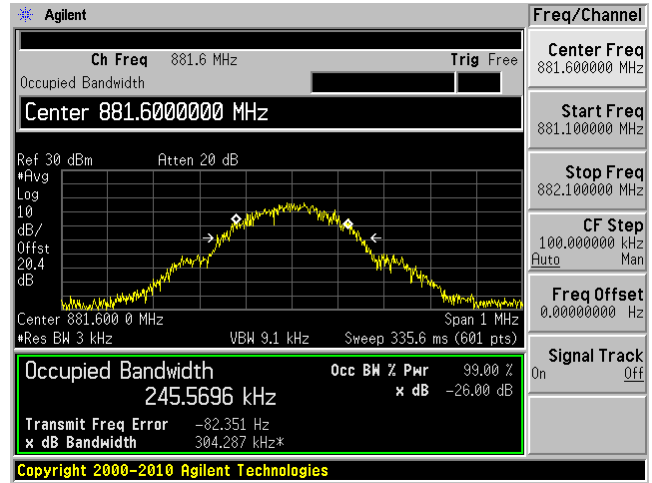 Agilent
Freq/Channel
Ch Freq 881.6 MHz Trig Free
Occupied Bandwidth
Center 881.6000000 MHz
Ref 30 dBm Atten 20 dB
#Avg
Log
10
dB/
Offst
20.4
dB
Center 881.600 0 MHz Span 1 MHz
#Res BW 3 kHz VBW 9.1 kHz Sweep 335.6 ms (601 pts)
Occupied Bandwidth Occ BW % Pwr 99.00 %
245.5696 kHz x dB -26.00 dB
Transmit Freq Error -82.351 Hz
x dB Bandwidth 304.287 kHz*
Copyright 2000-2010 Agilent Technologies
Center Freq
881.600000 MHz
Start Freq
881.100000 MHz
Stop Freq
882.100000 MHz
CF Step
100.000000 kHz
Auto Man
Freq Offset
0.00000000 Hz
Signal Track
On Off